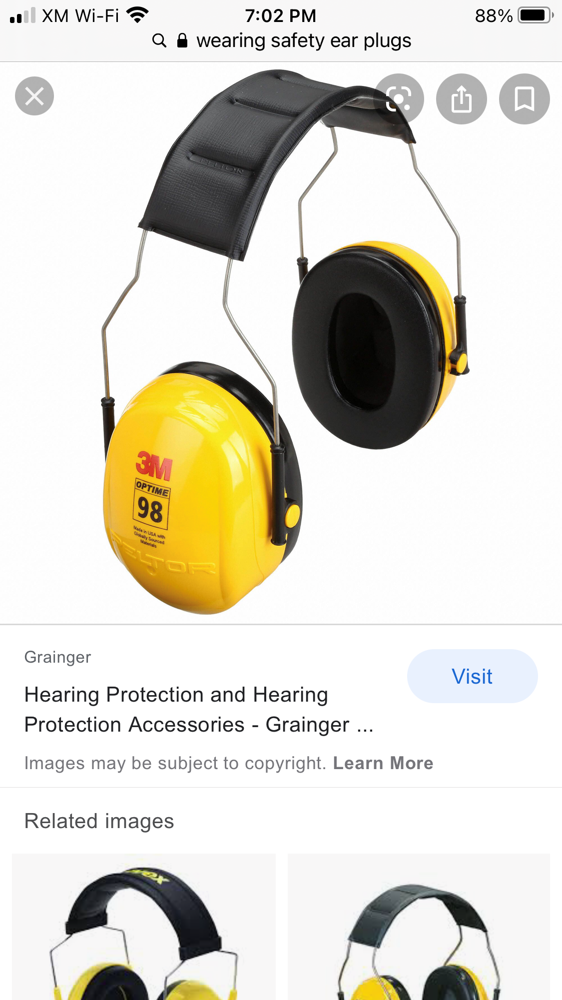 XM Wi-Fi 7:02 PM 88%
wearing safety ear plugs
PELTOR
3M
OPTIME
98
Made in USA with
Globally Sourced
Materials
PELTOR
Grainger
Visit
Hearing Protection and Hearing
Protection Accessories - Grainger ...
Images may be subject to copyright. Learn More
Related images